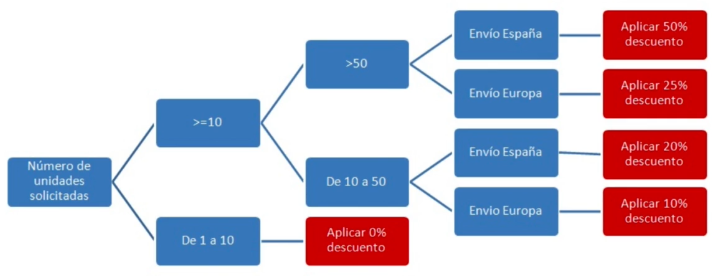 Número de
unidades
solicitadas
>=10
De 1 a 10
>50
De 10 a 50
Aplicar 0%
descuento
Envío España
Envío Europa
Envío España
Envío Europa
Aplicar 50%
descuento
Aplicar 25%
descuento
Aplicar 20%
descuento
Aplicar 10%
descuento